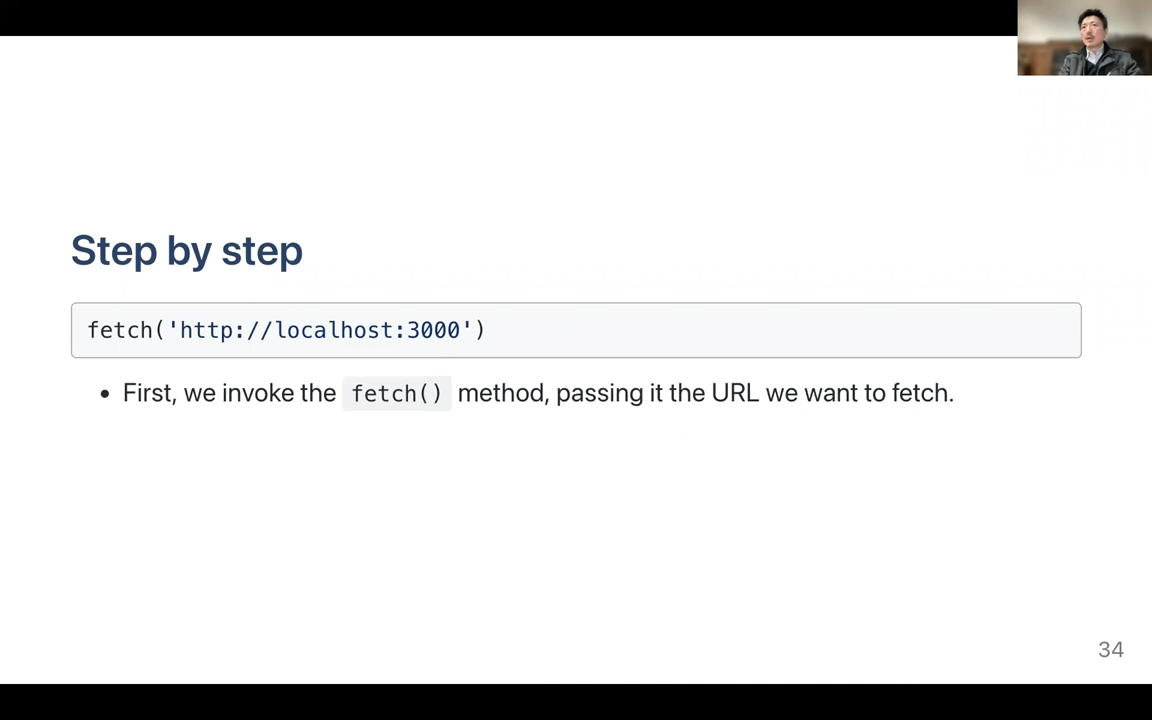 Step by step
fetch('http://localhost:3000')
• First, we invoke the fetch() method, passing it the URL we want to fetch.
34